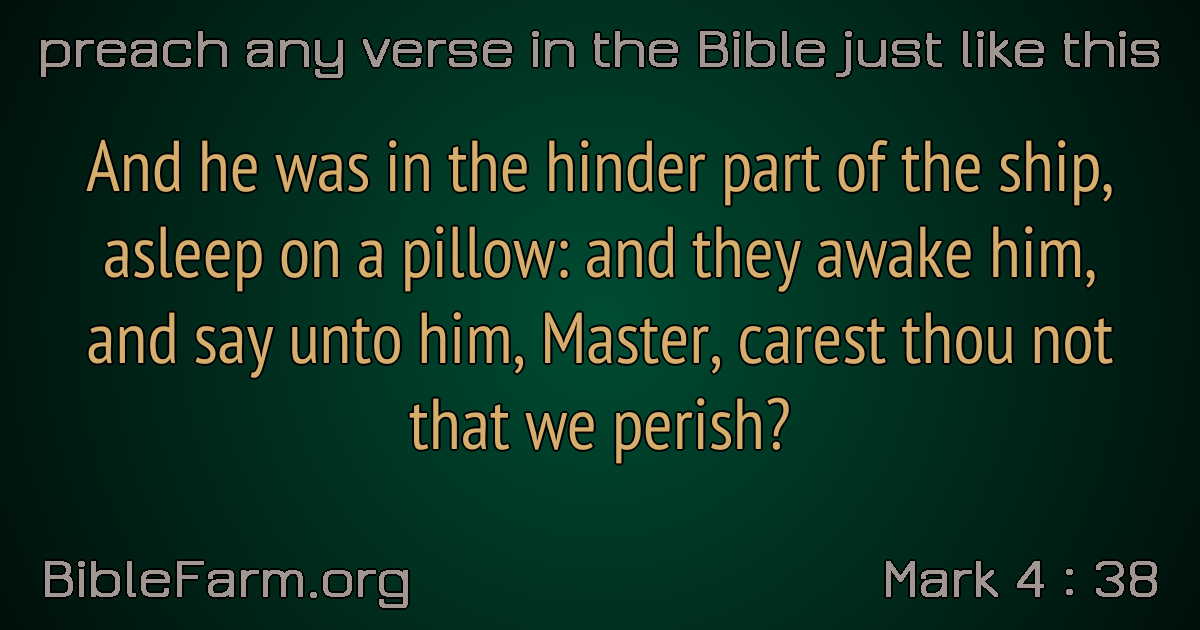 preach any verse in the Bible just like this
And he was in the hinder part of the ship,
asleep on a pillow: and they awake him,
and say unto him, Master, carest thou not
that we perish?
BibleFarm.org
Mark 4 : 38